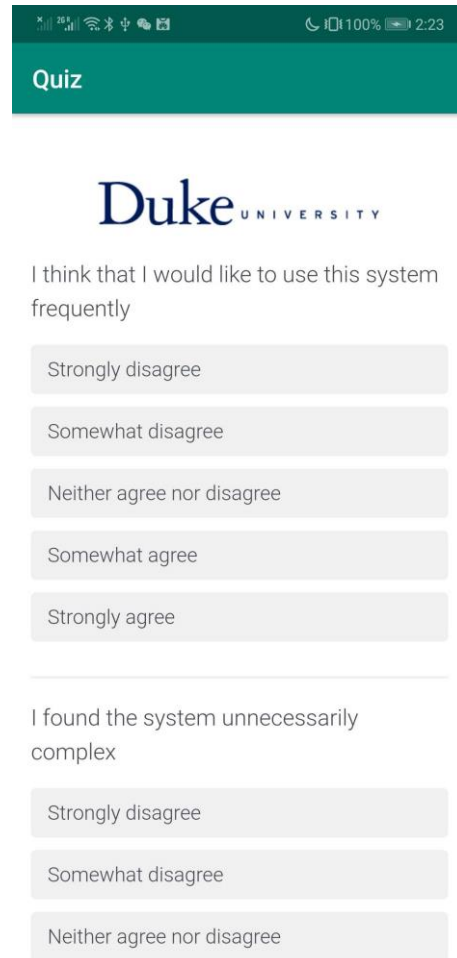 2G 100% 2:23
Quiz
Duke UNIVERSITY
I think that I would like to use this system
frequently
Strongly disagree
Somewhat disagree
Neither agree nor disagree
Somewhat agree
Strongly agree
I found the system unnecessarily
complex
Strongly disagree
Somewhat disagree
Neither agree nor disagree